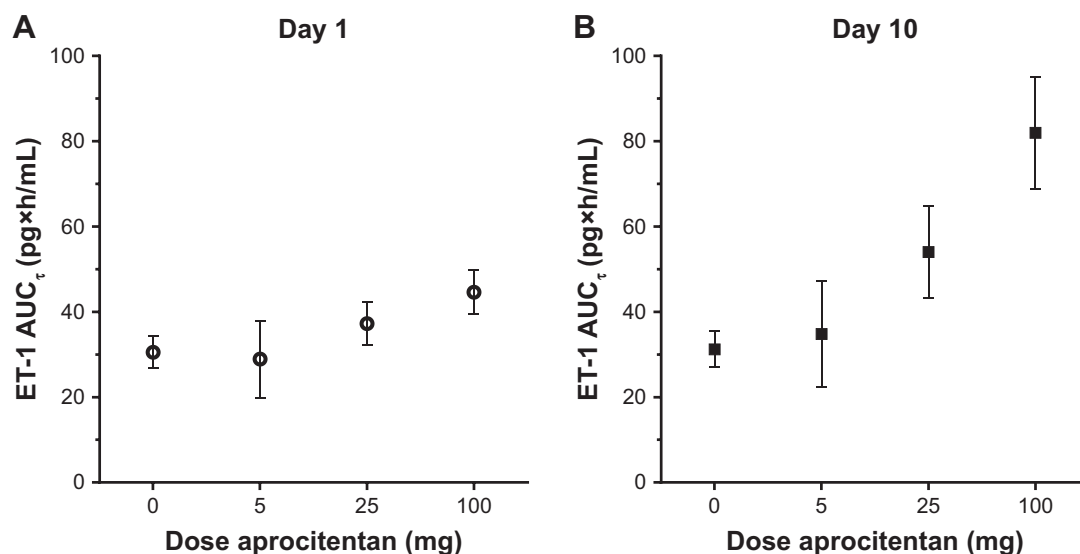 A
Day 1
ET-1 AUCτ (pg×h/mL)
100
80
60
40
20
0
0 5 25 100
Dose aprocitentan (mg)
B
Day 10
ET-1 AUCτ (pg×h/mL)
100
80
60
40
20
0
0 5 25 100
Dose aprocitentan (mg)